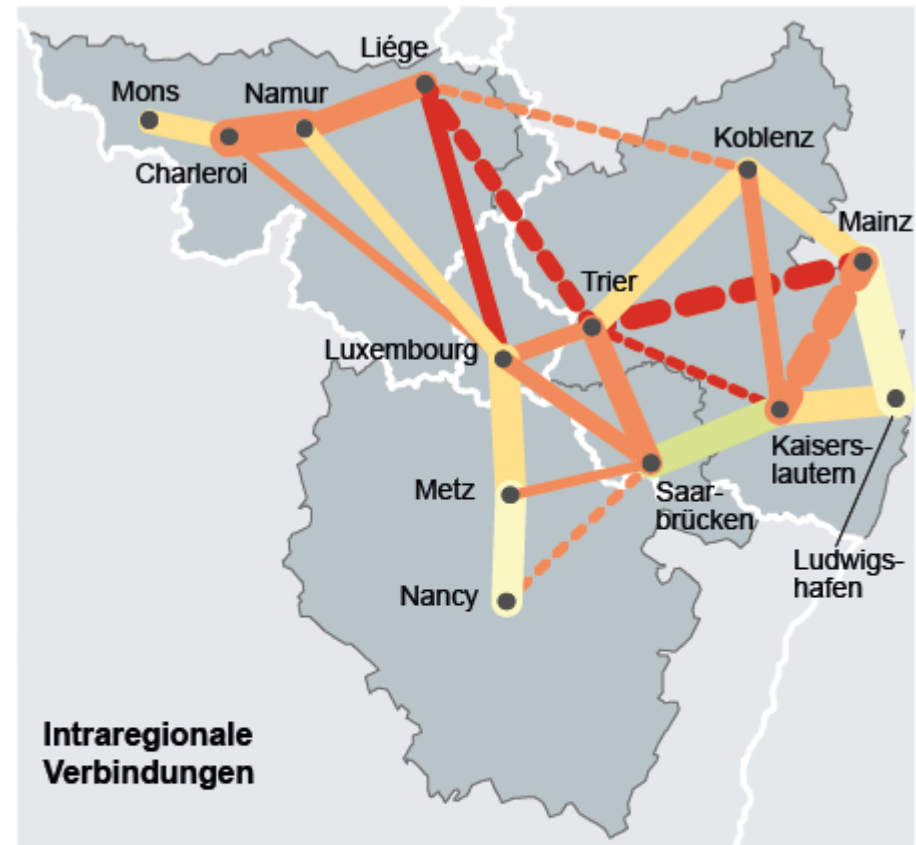 Liége
Mons
Namur
Koblenz
Charleroi
Mainz
Trier
Luxembourg
Kaisers-
lautern
Metz
Saar-
brücken
Ludwigs-
hafen
Nancy
Intraregionale
Verbindungen